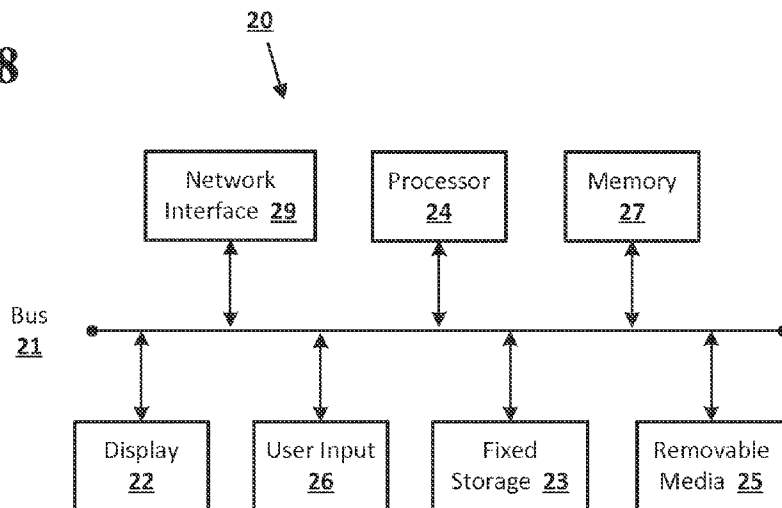 8
20
Network
Interface 29
Processor
24
Memory
27
Bus
21
Display
22
User Input
26
Fixed
Storage 23
Removable
Media 25